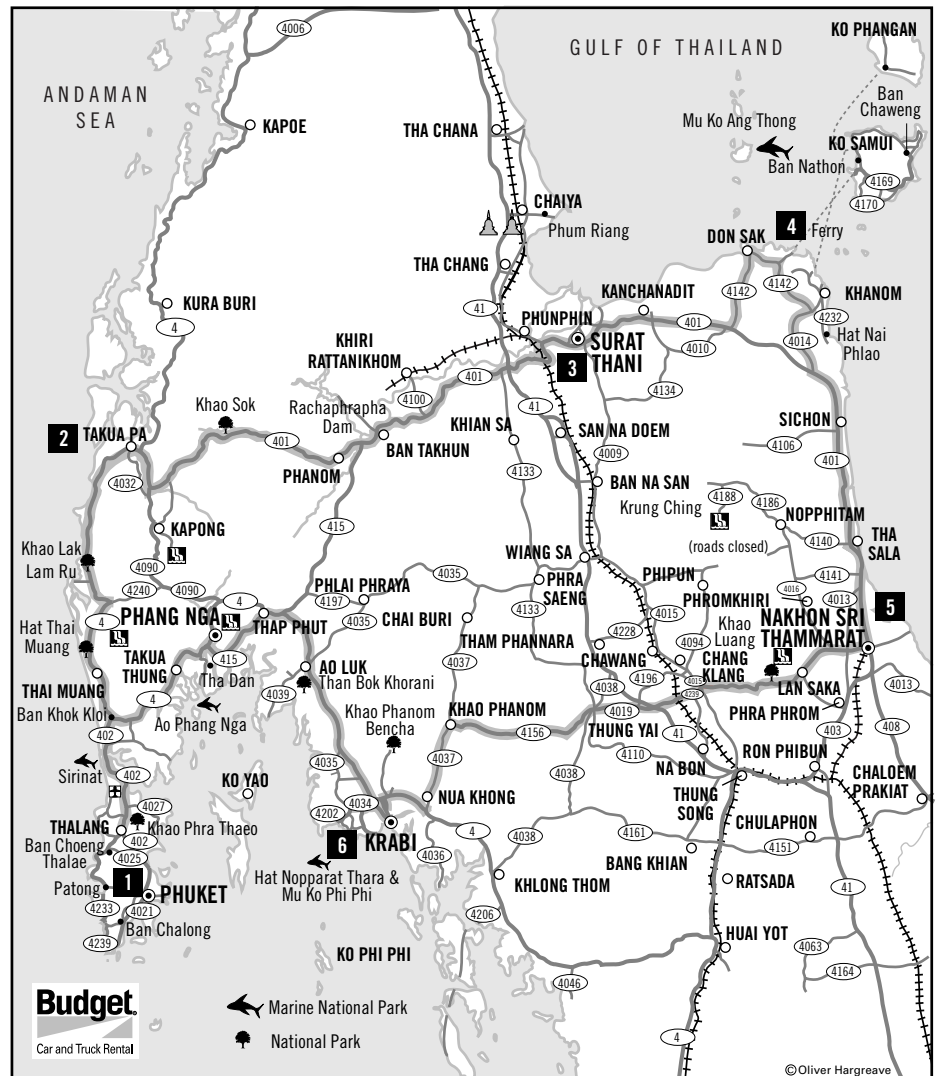 GULF OF THAILAND
KO PHANGAN
4006
ANDAMAN
SEA
Ban
Chaweng
KAPOE
THA CHANA
Mu Ko Ang Thong
KO SAMUI
Ban Nathon
4169
4170
CHAIYA
Phum Riang
4
Ferry
DON SAK
THA CHANG
4142
4142
KURA BURI
4
41
KANCHANADIT
KHANOM
4232
PHUNPHIN
401
4014
Hat Nai
Phlao
KHIRI
RATTANIKHOM
SURAT
THANI
3
4010
401
4100
4134
Khao Sok
Rachaphrapha
Dam
41
2
TAKUA PA
401
KHIAN SA
SAN NA DOEM
SICHON
BAN TAKHUN
4009
4106
401
PHANOM
4133
4032
BAN NA SAN
4188
4186
Krung Ching
NOPPHITAM
KAPONG
415
(roads closed)
4140
THA
SALA
Khao Lak
Lam Ru
WIANG SA
4090
4035
PHRA
SAENG
PHIPUN
4141
4240
4090
PHLAI PHRAYA
4016
4013
4
4197
4035
CHAI BURI
4133
4015
PHROMKHIRI
5
4
PHANG NGA
THAP PHUT
Khao
Luang
NAKHON SRI
THAMMARAT
Hat Thai
Muang
THAM PHANNARA
4228
4094
415
TAKUA
THUNG
AO LUK
4037
CHAWANG
CHANG
KLANG
Tha Dan
Than Bok Khorani
4196
4015
LAN SAKA
4013
THAI MUANG
4
4039
4038
4239
Ban Khok Kloi
Ao Phang Nga
Khao Phanom
Bencha
KHAO PHANOM
4019
PHRA PHROM
402
4156
THUNG YAI
41
403
408
Sirinat
4035
4037
4110
NA BON
RON PHIBUN
402
KO YAO
4038
THUNG
SONG
CHALOEM
PRAKIAT
4027
4034
NUA KHONG
THALANG
Khao Phra Thaeo
4202
402
6
KRABI
4
4038
4161
CHULAPHON
Ban Choeng
Thalae
4025
4036
4151
BANG KHIAN
Hat Nopparat Thara &
Mu Ko Phi Phi
KHLONG THOM
RATSADA
Patong
1
PHUKET
41
4233
4021
4206
Ban Chalong
4239
HUAI YOT
4063
KO PHI PHI
4164
4046
Budget
Car and Truck Rental
Marine National Park
National Park
4
©Oliver Hargreave